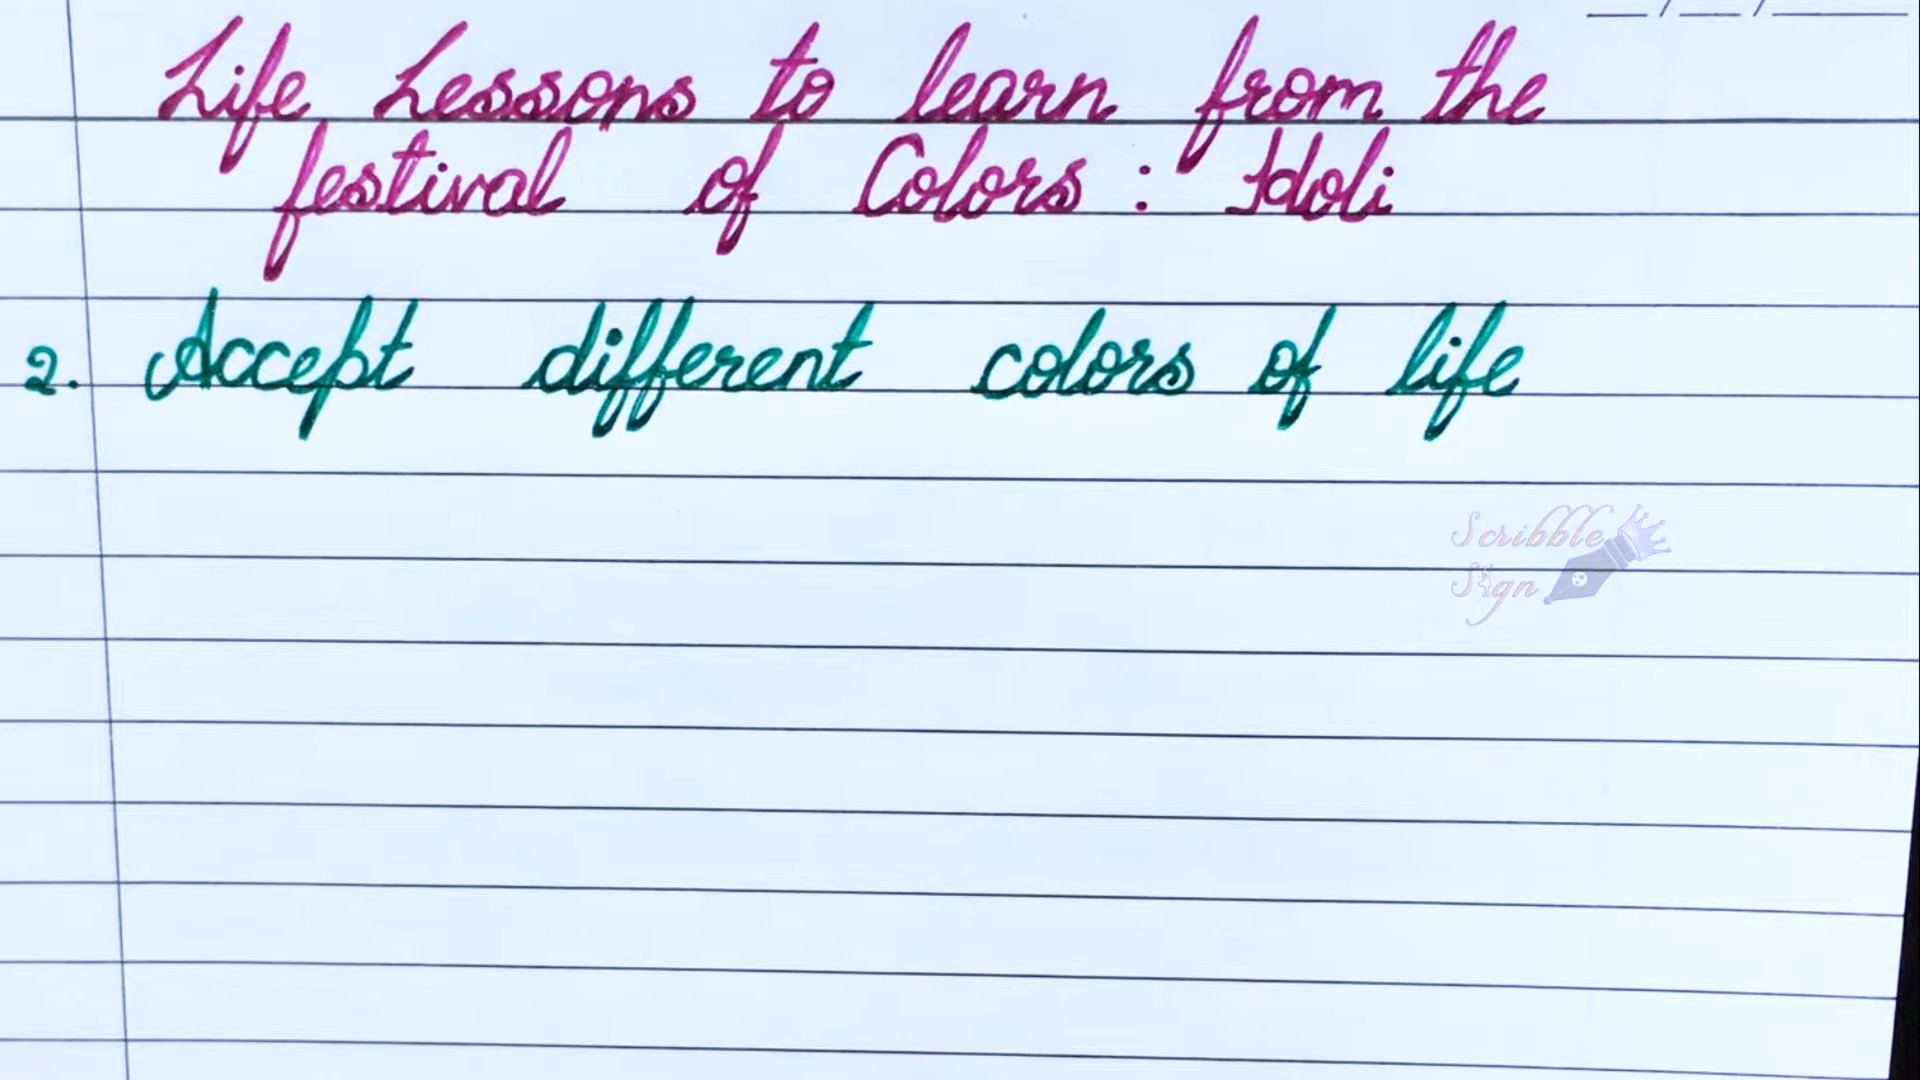 Life Lessons to learn from the
festival of Colors : Holi
2. Accept different colors of life
Scribble
Sign